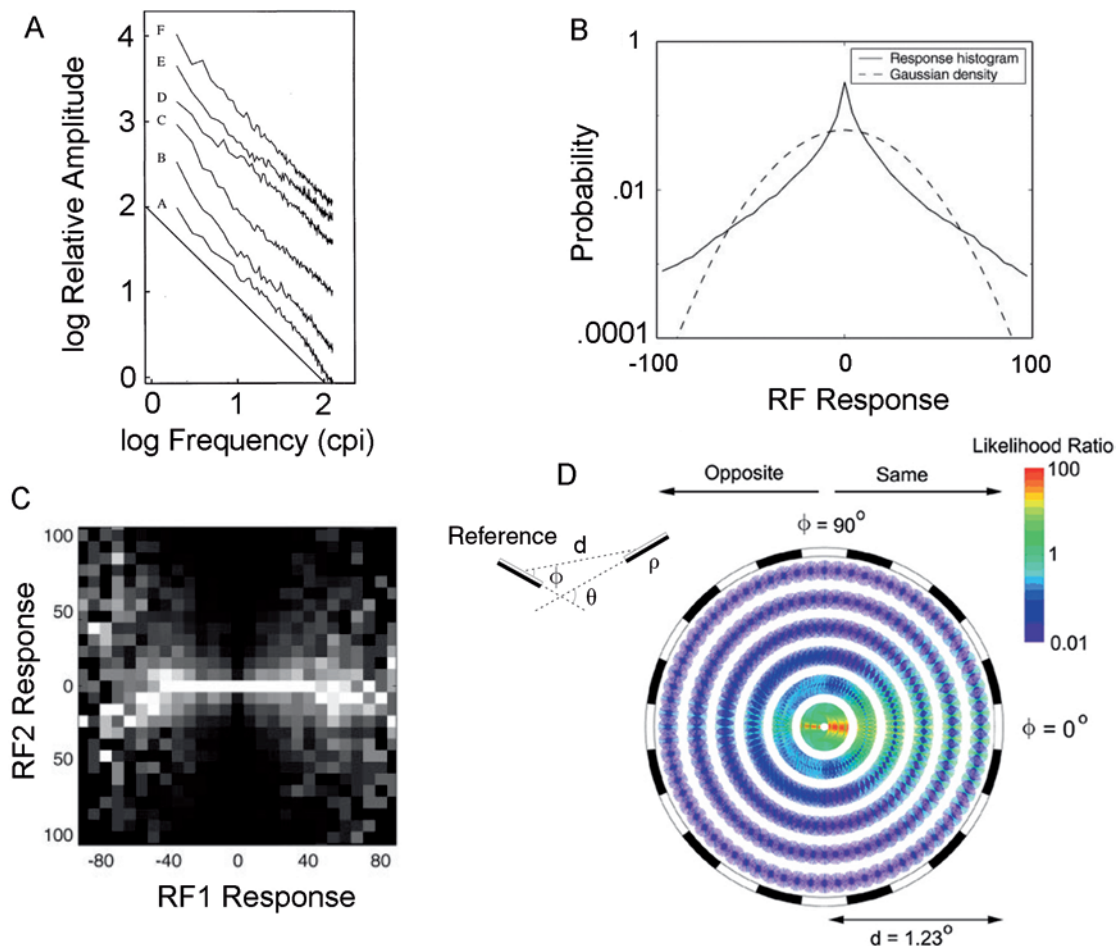 A
log Relative Amplitude
4
3
2
1
0
F
E
D
C
B
A
0 1 2
log Frequency (cpi)
B
Probability
1
.01
.0001
Response histogram
Gaussian density
-100 0 100
RF Response
C
RF2 Response
100
50
0
50
100
-80 -40 0 40 80
RF1 Response
D
Likelihood Ratio
100
1
0.01
Opposite Same
ϕ = 90°
Reference
d
ϕ
ρ
θ
ϕ = 0°
d = 1.23°